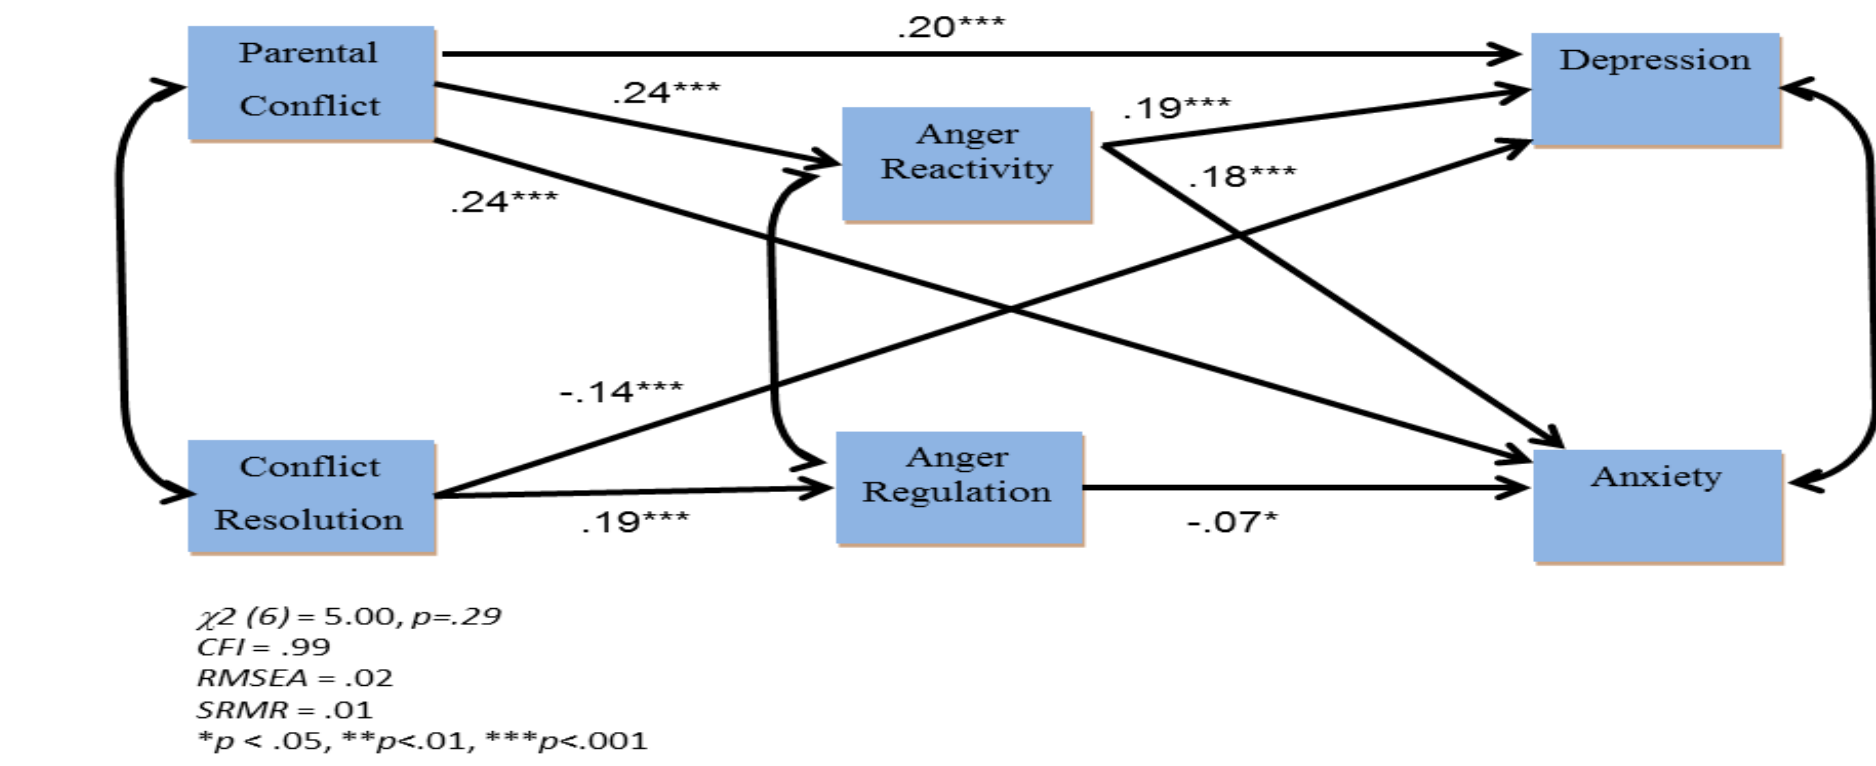 .20***
Parental
Conflict
Depression
.24***
.19***
Anger
Reactivity
.18***
.24***
-.14***
Conflict
Resolution
Anger
Regulation
Anxiety
.19***
-.07*
χ2 (6) = 5.00, p=.29
CFI = .99
RMSEA = .02
SRMR = .01
*p < .05, **p<.01, ***p<.001